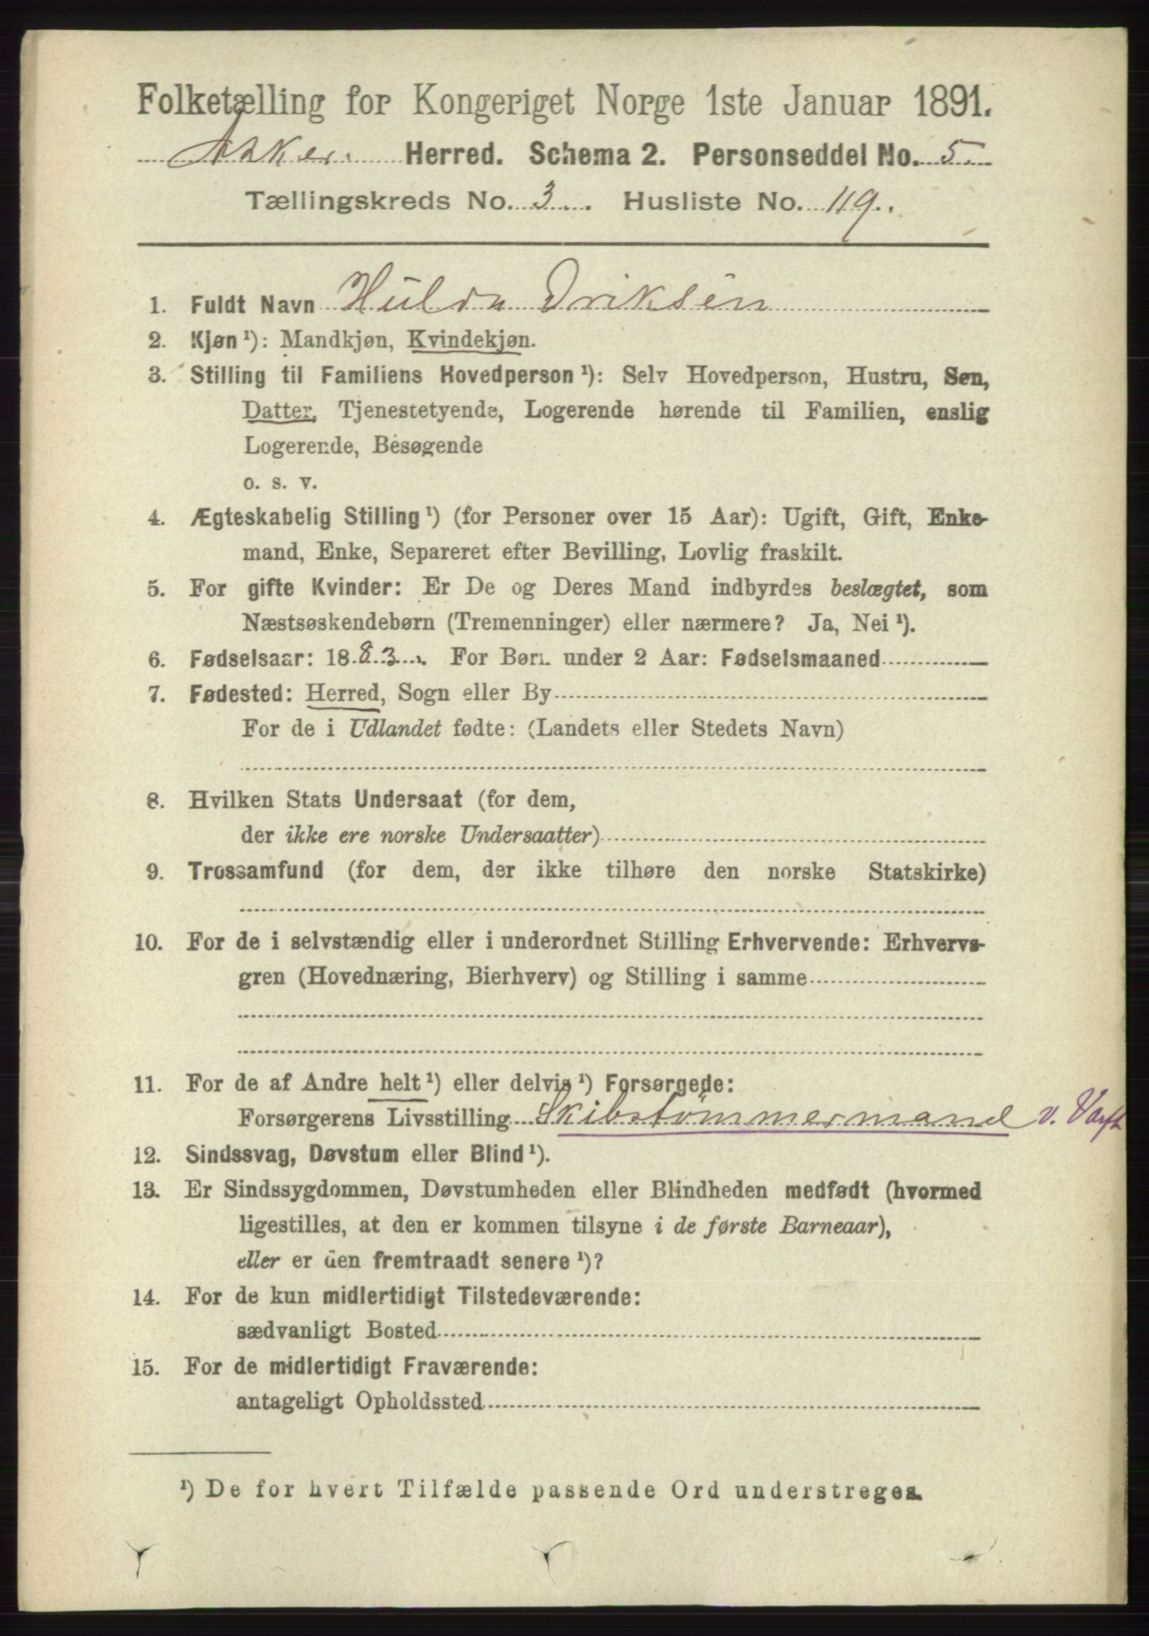 Folketælling for Kongeriget Norge 1ste Januar 1891.
Aker. Herred. Schema 2. Personseddel No. 5.
Tællingskreds No. 3. Husliste No. 119.
1. Fuldt Navn Hulda Eriksen
2. Kjøn ¹): Mandkjøn, Kvindekjøn.
3. Stilling til Familiens Hovedperson ¹): Selv Hovedperson, Hustru, Søn,
Datter, Tjenestetyende, Logerende hørende til Familien, enslig
Logerende, Besøgende
o. s. v.
4. Ægteskabelig Stilling ¹) (for Personer over 15 Aar): Ugift, Gift, Enke-
mand, Enke, Separeret efter Bevilling, Lovlig fraskilt.
5. For gifte Kvinder: Er De og Deres Mand indbyrdes beslægtet, som
Næstsøskendebørn (Tremenninger) eller nærmere? Ja, Nei ¹).
6. Fødselsaar: 1883. For Børn under 2 Aar: Fødselsmaaned
7. Fødested: Herred, Sogn eller By
For de i Udlandet fødte: (Landets eller Stedets Navn)
8. Hvilken Stats Undersaat (for dem,
der ikke ere norske Undersaatter)
9. Trossamfund (for dem, der ikke tilhøre den norske Statskirke)
10. For de i selvstændig eller i underordnet Stilling Erhvervende: Erhvervs-
gren (Hovednæring, Bierhverv) og Stilling i samme
11. For de af Andre helt ¹) eller delvis ¹) Forsørgede:
Forsørgerens Livsstilling Skibstømmermand v. Værft
12. Sindssvag, Døvstum eller Blind ¹).
13. Er Sindssygdommen, Døvstumheden eller Blindheden medfødt (hvormed
ligestilles, at den er kommen tilsyne i de første Barneaar),
eller er den fremtraadt senere ¹)?
14. For de kun midlertidigt Tilstedeværende:
sædvanligt Bosted
15. For de midlertidigt Fraværende:
antageligt Opholdssted
¹) De for hvert Tilfælde passende Ord understreges.